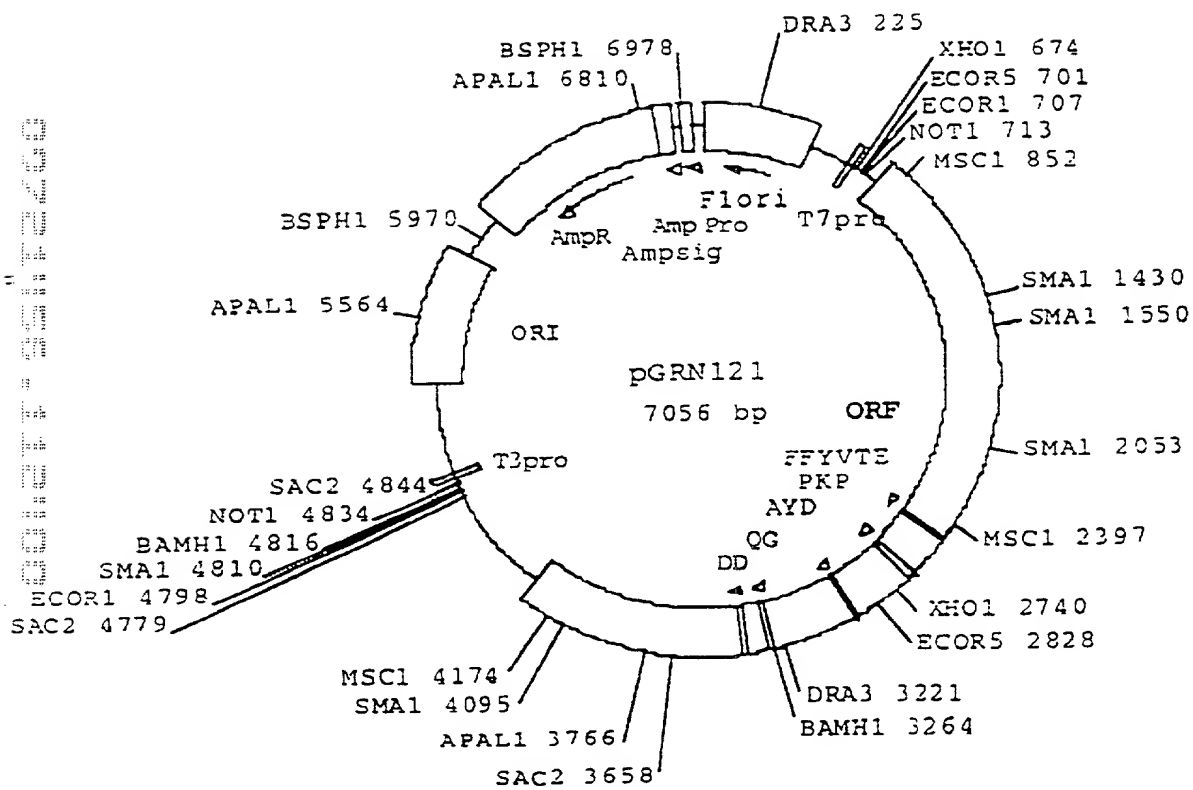 DRA3 225
BSPH1 6978
XHO1 674
APAL1 6810
ECOR5 701
ECOR1 707
NOT1 713
MSC1 852
F1ori
T7pro
BSPH1 5970
AmpR
Amp Pro
Ampsig
SMA1 1430
APAL1 5564
SMA1 1550
ORI
pGRN121
7056 bp
ORF
SMA1 2053
FFYVTE
T3pro
PKP
SAC2 4844
AYD
NOT1 4834
QG
MSC1 2397
BAMH1 4816
DD
SMA1 4810
ECOR1 4798
XHO1 2740
SAC2 4779
ECOR5 2828
MSC1 4174
DRA3 3221
SMA1 4095
BAMH1 3264
APAL1 3766
SAC2 3658